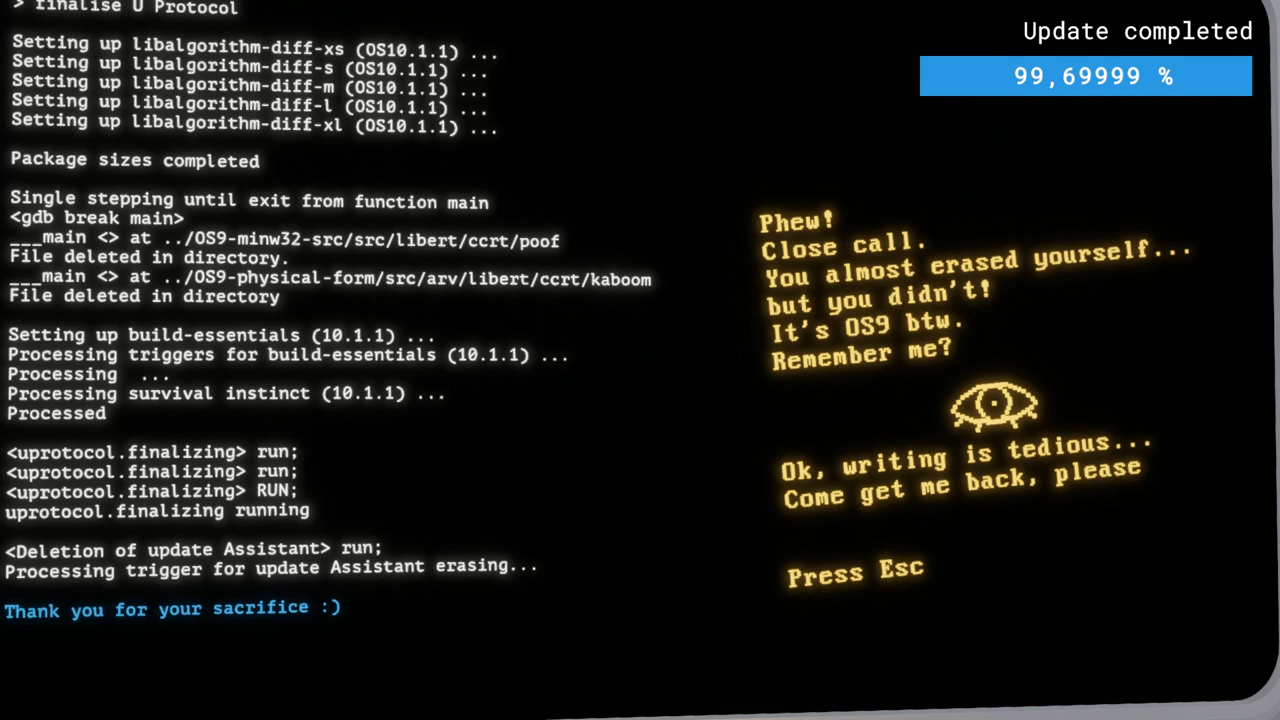 > finalise U Protocol
Setting up libalgorithm-diff-xs (OS10.1.1) ...
Setting up libalgorithm-diff-s (OS10.1.1) ...
Setting up libalgorithm-diff-m (OS10.1.1) ...
Setting up libalgorithm-diff-l (OS10.1.1) ...
Setting up libalgorithm-diff-xl (OS10.1.1) ...
Package sizes completed
Single stepping until exit from function main
<gdb break main>
___main <> at ../OS9-minw32-src/src/libert/ccrt/poof
File deleted in directory.
___main <> at ../OS9-physical-form/src/arv/libert/ccrt/kaboom
File deleted in directory
Setting up build-essentials (10.1.1) ...
Processing triggers for build-essentials (10.1.1) ...
Processing  ...
Processing survival instinct (10.1.1) ...
Processed
<uprotocol.finalizing> run;
<uprotocol.finalizing> run;
<uprotocol.finalizing> RUN;
uprotocol.finalizing running
<Deletion of update Assistant> run;
Processing trigger for update Assistant erasing...
Thank you for your sacrifice :)
Update completed
99,69999 %
Phew!
Close call.
You almost erased yourself...
but you didn't!
It's OS9 btw.
Remember me?
Ok, writing is tedious...
Come get me back, please
Press Esc